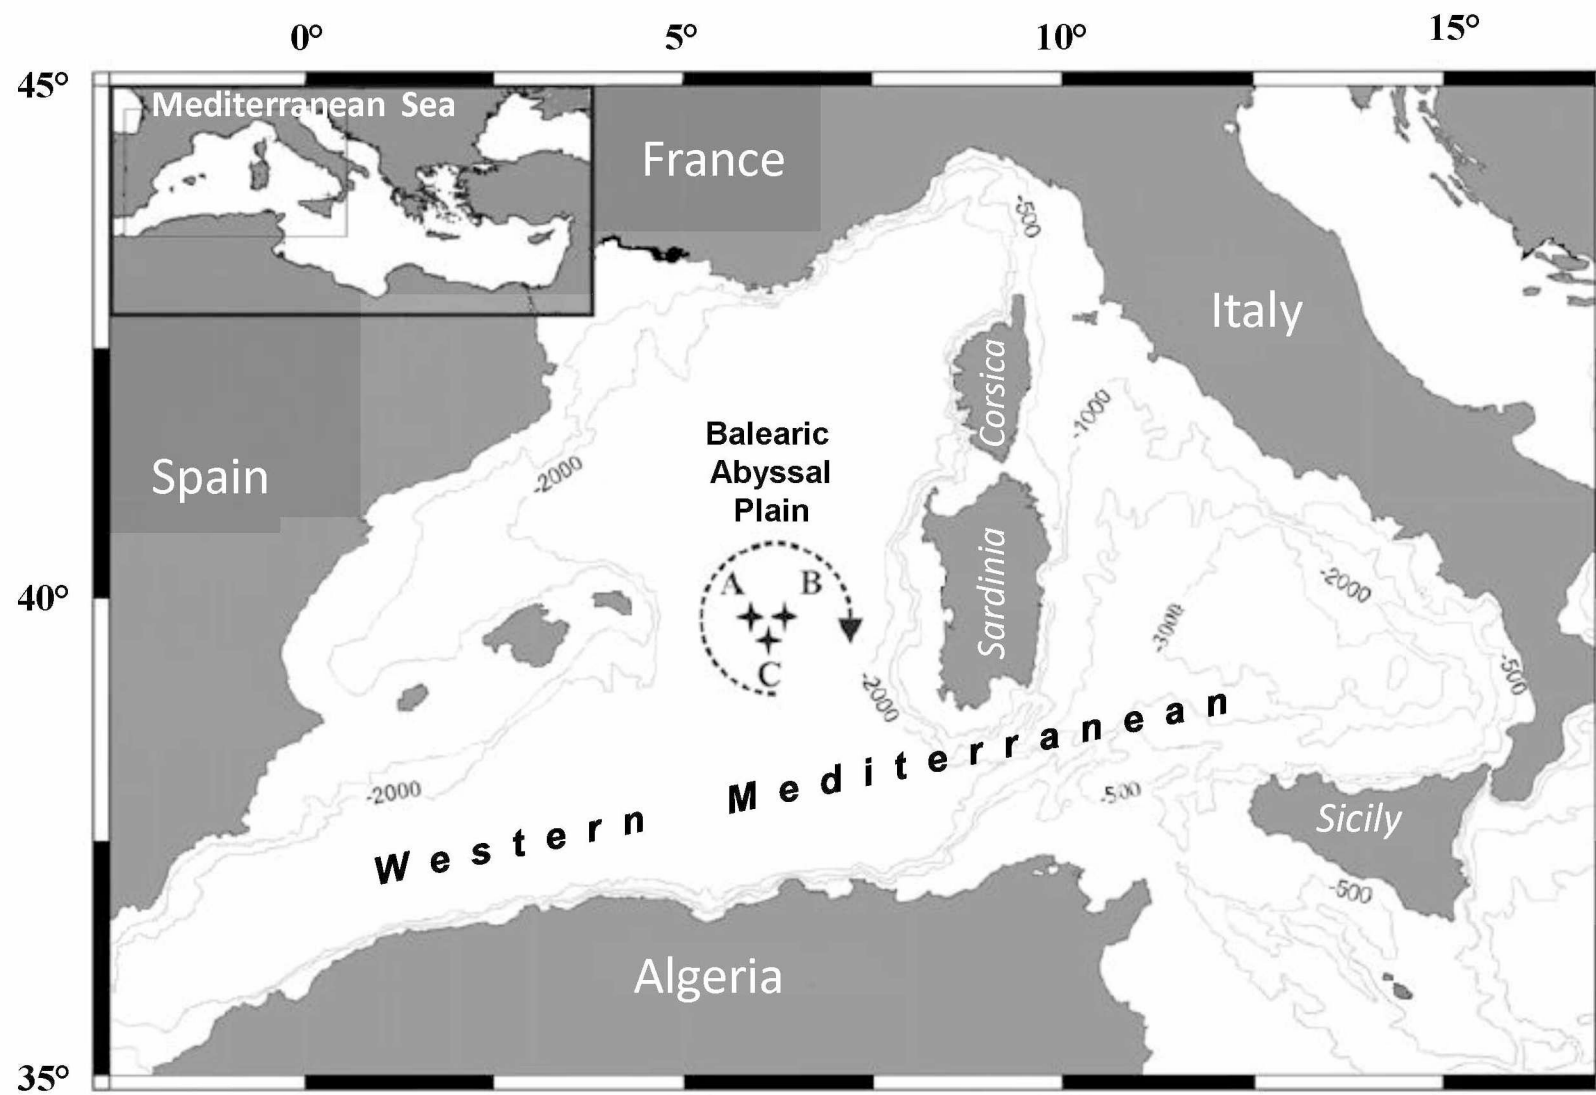 0° 5° 10° 15°
45°
Mediterranean Sea
France
-500
Italy
Corsica
-1000
Balearic
Abyssal
Plain
Spain
-2000
Sardinia
-2000
40°
A B
-3000
C
-2000
-500
Western Mediterranean
-2000
-500
Sicily
-500
Algeria
35°